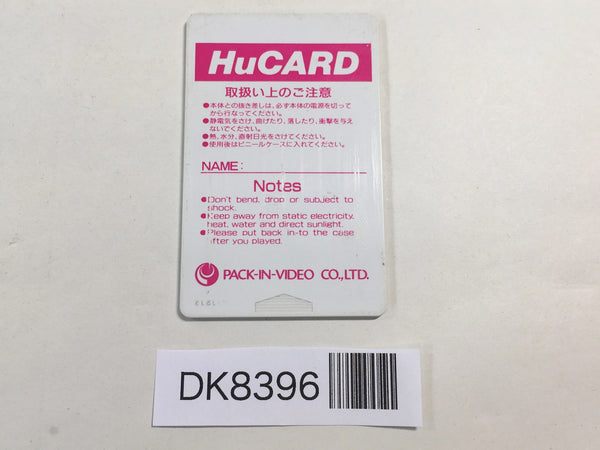 HuCARD
取扱い上のご注意
●本体との抜き差しは、必ず本体の電源を切って
から行なってください。
●静電気をさけ、曲げたり、落したり、衝撃を与え
ないでください。
●熱、水分、直射日光をさけてください。
●使用後はビニールケースに入れてください。
NAME:
Notes
●Don't bend, drop or subject to
shock.
●Keep away from static electricity,
heat, water and direct sunlight.
●Please put back in-to the case
after you played.
PACK-IN-VIDEO CO.,LTD.
DK8396